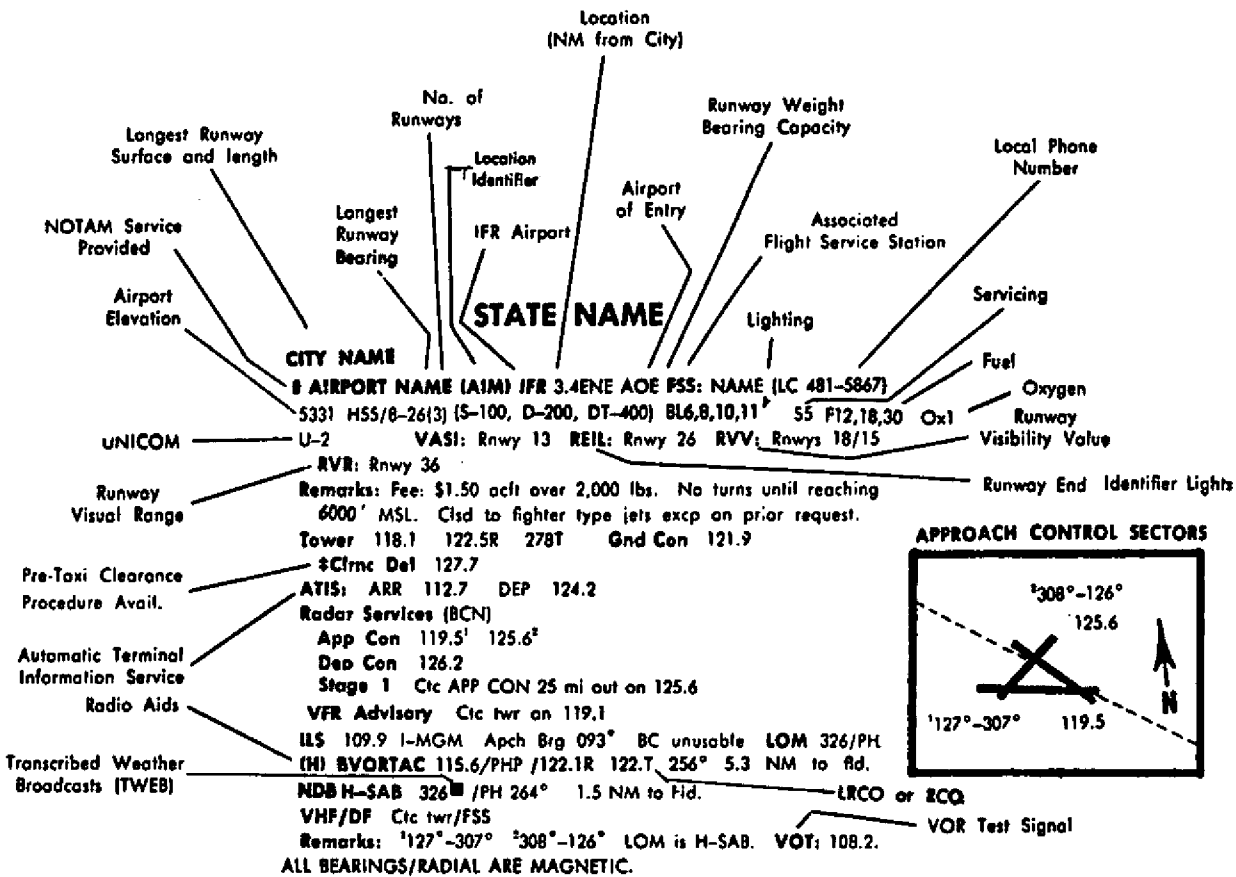 Location
(NM from City)
No. of
Runways
Runway Weight
Bearing Capacity
Longest Runway
Surface and length
Location
Identifier
Local Phone
Number
Airport
of Entry
Longest
Runway
Bearing
NOTAM Service
Provided
IFR Airport
Associated
Flight Service Station
Airport
Elevation
Servicing
STATE NAME
Lighting
CITY NAME
Fuel
§ AIRPORT NAME (AIM) IFR 3.4ENE AOE FSS: NAME (LC 481-5867)
Oxygen
5331 H55/8-26(3) (S-100, D-200, DT-400) BL6,8,10,11 S5 F12,18,30 Ox1
Runway
Visibility Value
UNICOM
U-2 VASI: Rnwy 13 REIL: Rnwy 26 RVV: Rnwys 18/15
RVR: Rnwy 36
Runway End Identifier Lights
Runway
Visual Range
Remarks: Fee: $1.50 acft over 2,000 lbs. No turns until reaching
6000' MSL. Clsd to fighter type jets excp on prior request.
Tower 118.1 122.5R 278T Gnd Con 121.9
APPROACH CONTROL SECTORS
Pre-Taxi Clearance
Procedure Avail.
‡Clrnc Del 127.7
ATIS: ARR 112.7 DEP 124.2
²308°-126°
125.6
Radar Services (BCN)
App Con 119.5¹ 125.6²
Automatic Terminal
Information Service
Dep Con 126.2
Stage 1 Ctc APP CON 25 mi out on 125.6
N
Radio Aids
VFR Advisory Ctc twr on 119.1
¹127°-307° 119.5
ILS 109.9 I-MGM Apch Brg 093° BC unusable LOM 326/PH
Transcribed Weather
Broadcasts (TWEB)
(H) BVORTAC 115.6/PHP /122.1R 122.T 256° 5.3 NM to fld.
NDB H-SAB 326■ /PH 264° 1.5 NM to Fld.
LRCO or RCO
VHF/DF Ctc twr/FSS
VOR Test Signal
Remarks: ¹127°-307° ²308°-126° LOM is H-SAB. VOT: 108.2.
ALL BEARINGS/RADIAL ARE MAGNETIC.